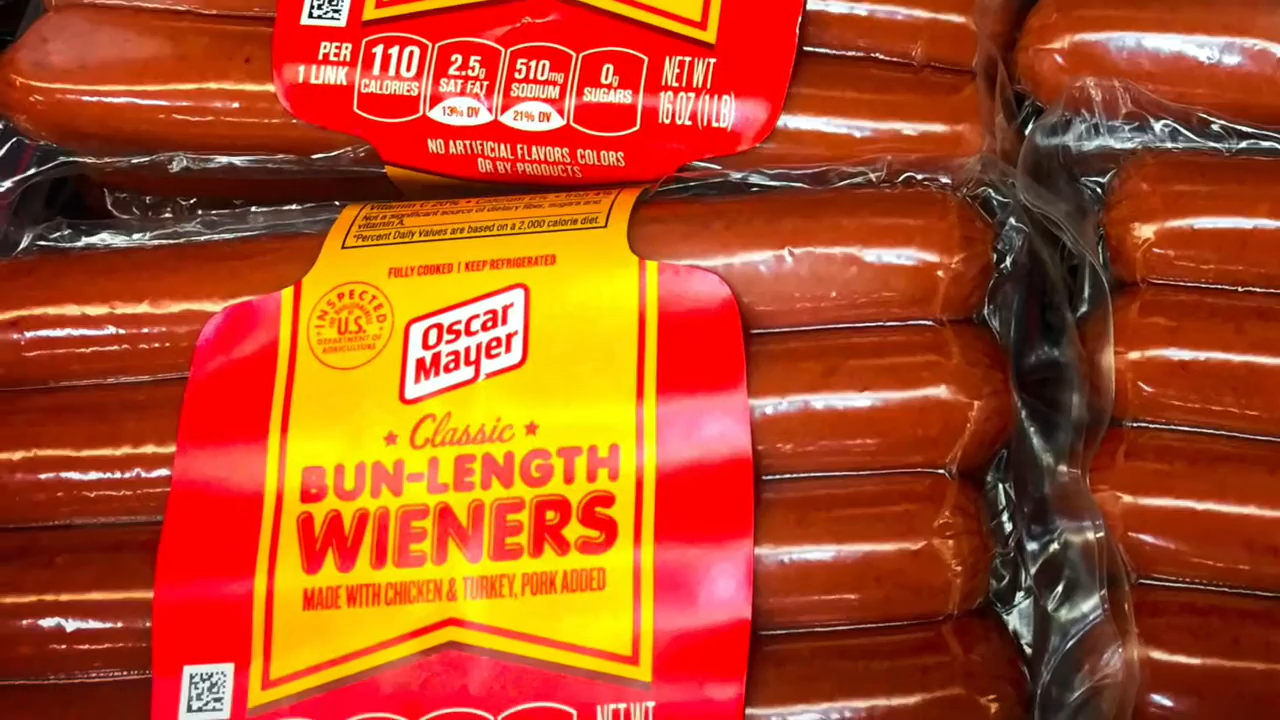 PER
1 LINK
110
CALORIES
2.5g
SAT FAT
13% DV
510mg
SODIUM
21% DV
0g
SUGARS
NET WT
16 OZ (1 LB)
NO ARTIFICIAL FLAVORS, COLORS
OR BY-PRODUCTS
Vitamin C 20% • Calcium
Not a significant source of dietary fiber, sugars and
vitamin A.
*Percent Daily Values are based on a 2,000 calorie diet.
FULLY COOKED | KEEP REFRIGERATED
INSPECTED
U.S.
DEPARTMENT OF
AGRICULTURE
Oscar
Mayer
Classic
BUN-LENGTH
WIENERS
MADE WITH CHICKEN & TURKEY, PORK ADDED
NET WT